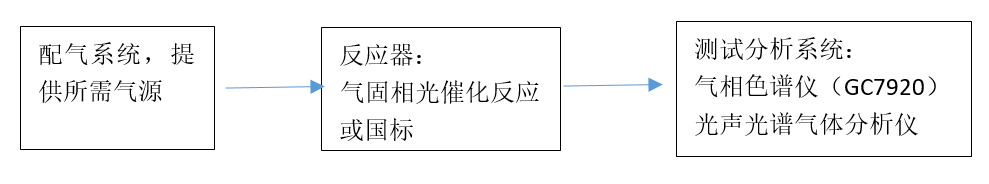 配气系统，提
供所需气源
反应器：
气固相光催化反应
或国标
测试分析系统：
气相色谱仪（GC7920）
光声光谱气体分析仪